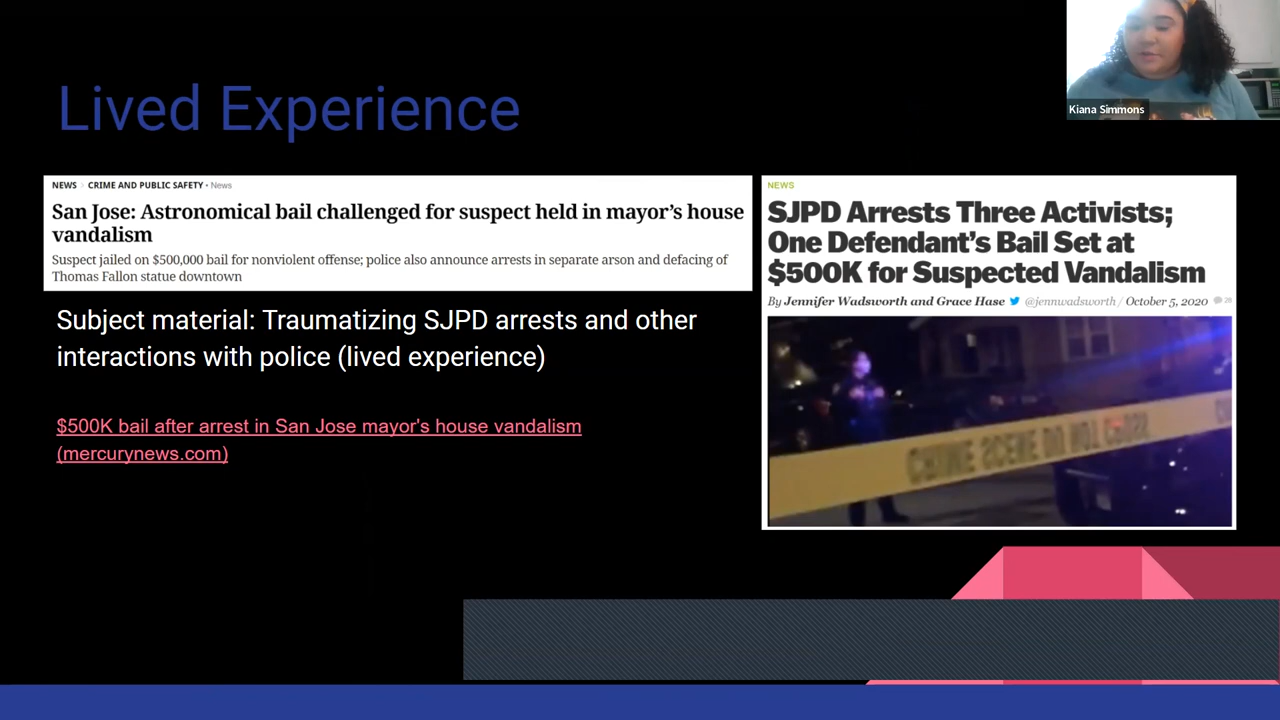 Kiana Simmons
Lived Experience
NEWS CRIME AND PUBLIC SAFETY • News
San Jose: Astronomical bail challenged for suspect held in mayor's house
vandalism
Suspect jailed on $500,000 bail for nonviolent offense; police also announce arrests in separate arson and defacing of
Thomas Fallon statue downtown
Subject material: Traumatizing SJPD arrests and other
interactions with police (lived experience)
$500K bail after arrest in San Jose mayor's house vandalism
(mercurynews.com)
NEWS
SJPD Arrests Three Activists;
One Defendant's Bail Set at
$500K for Suspected Vandalism
By Jennifer Wadsworth and Grace Hase @jennwadsworth / October 5, 2020
CRIME SCENE DO NOT CROSS